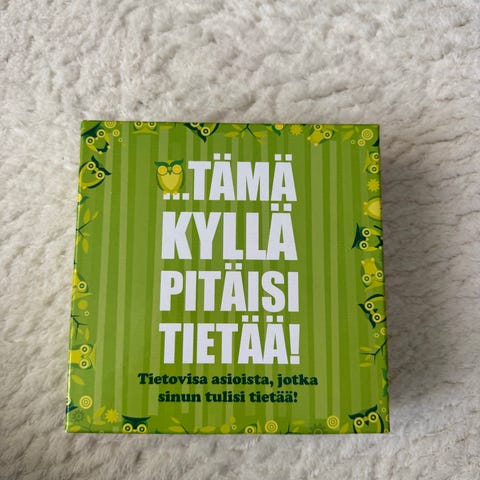 ...TÄMÄ
KYLLÄ
PITÄISI
TIETÄÄ!
Tietovisa asioista, jotka
sinun tulisi tietää!